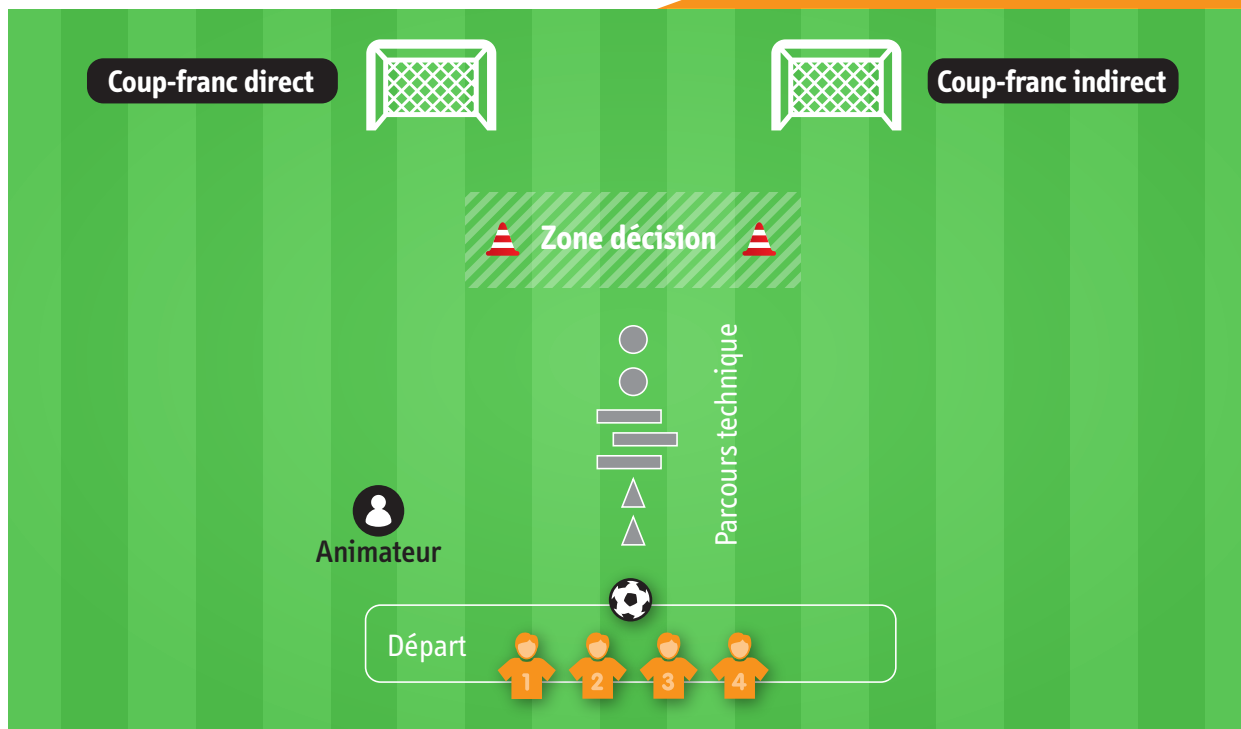 Coup-franc direct
Coup-franc indirect
Zone décision
Parcours technique
Animateur
Départ
1
2
3
4